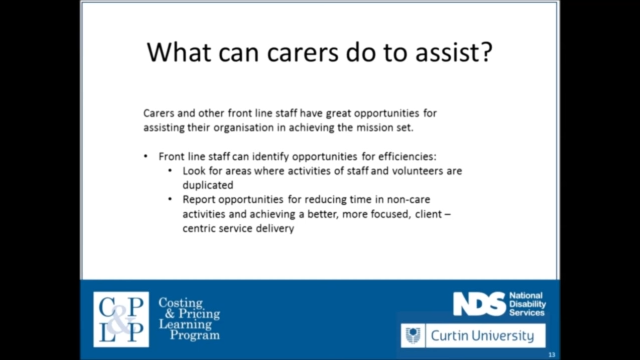 What can carers do to assist?
Carers and other front line staff have great opportunities for
assisting their organisation in achieving the mission set.
• Front line staff can identify opportunities for efficiencies:
• Look for areas where activities of staff and volunteers are
duplicated
• Report opportunities for reducing time in non-care
activities and achieving a better, more focused, client –
centric service delivery
C&P
L P
Costing
& Pricing
Learning
Program
NDS
National
Disability
Services
Curtin University
13